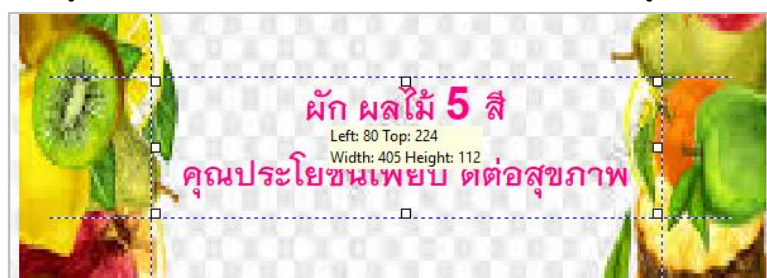 ผัก ผลไม้ 5 สี
Left: 80 Top: 224
Width: 405 Height: 112
คุณประโยชน์เพียบ ดีต่อสุขภาพ